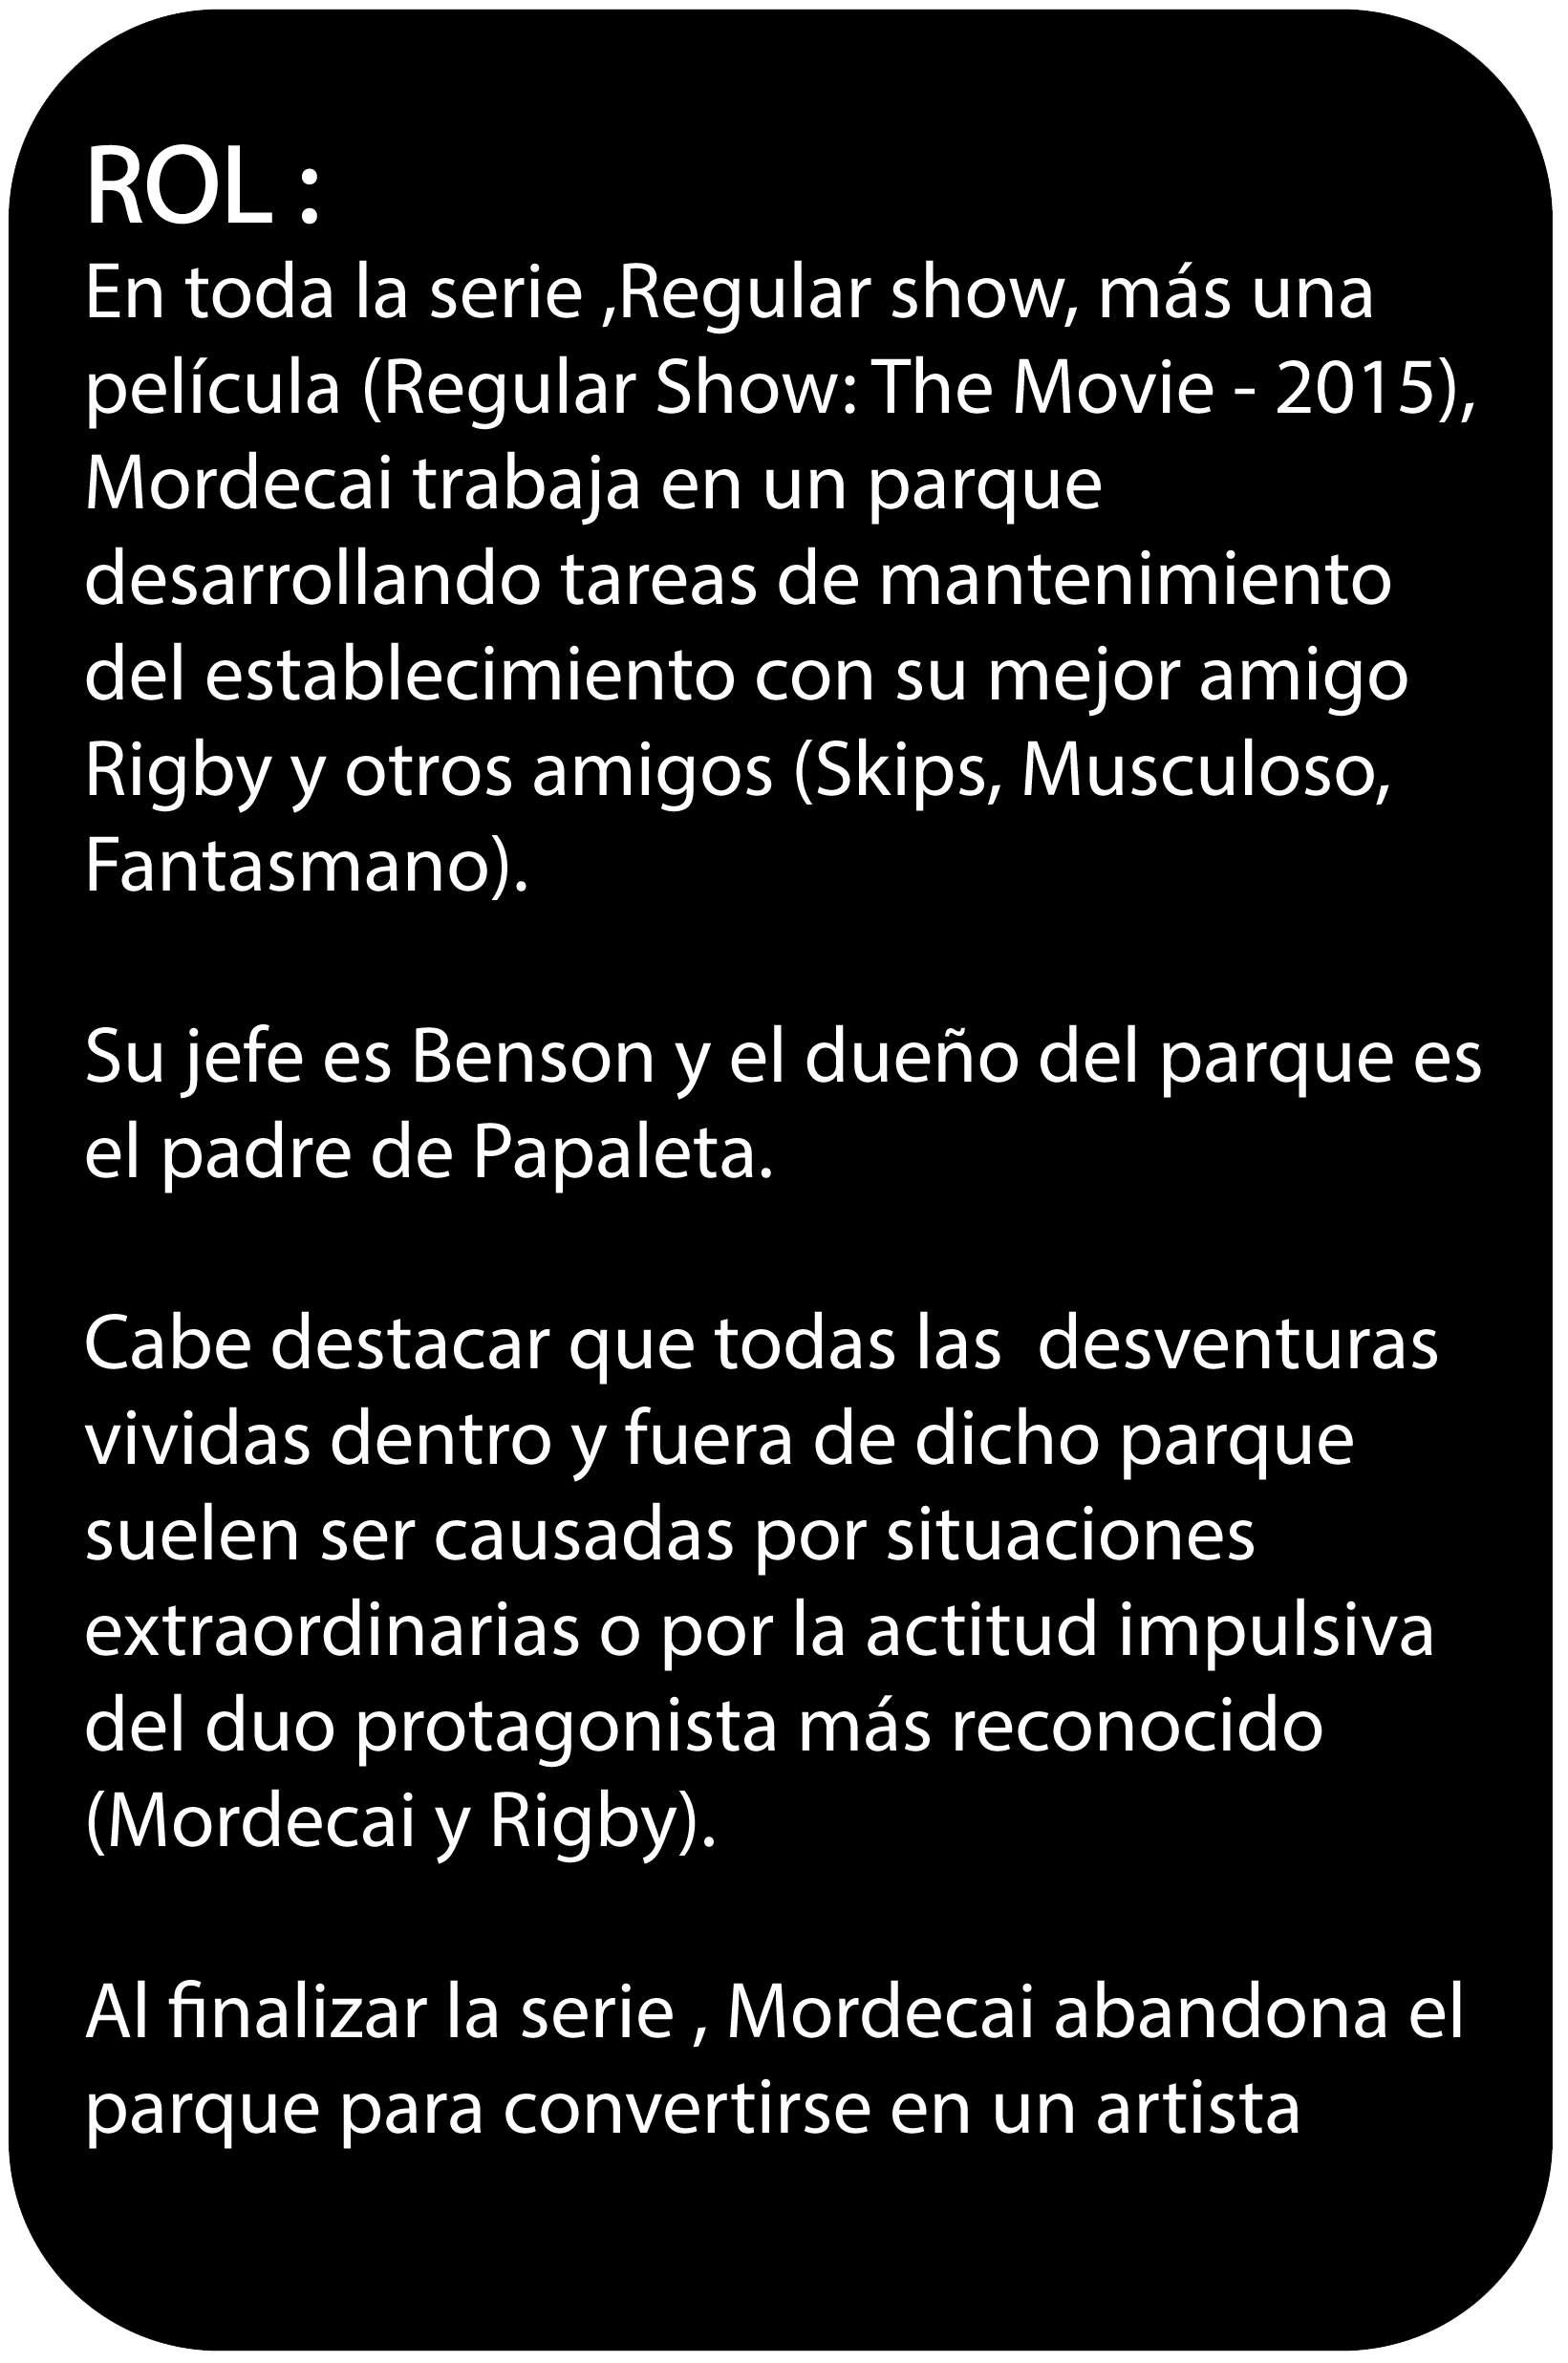 ROL :
En toda la serie ,Regular show, más una
película (Regular Show: The Movie - 2015),
Mordecai trabaja en un parque
desarrollando tareas de mantenimiento
del establecimiento con su mejor amigo
Rigby y otros amigos (Skips, Musculoso,
Fantasmano).
Su jefe es Benson y el dueño del parque es
el padre de Papaleta.
Cabe destacar que todas las  desventuras
vividas dentro y fuera de dicho parque
suelen ser causadas por situaciones
extraordinarias o por la actitud impulsiva
del duo protagonista más reconocido
(Mordecai y Rigby).
Al finalizar la serie , Mordecai abandona el
parque para convertirse en un artista